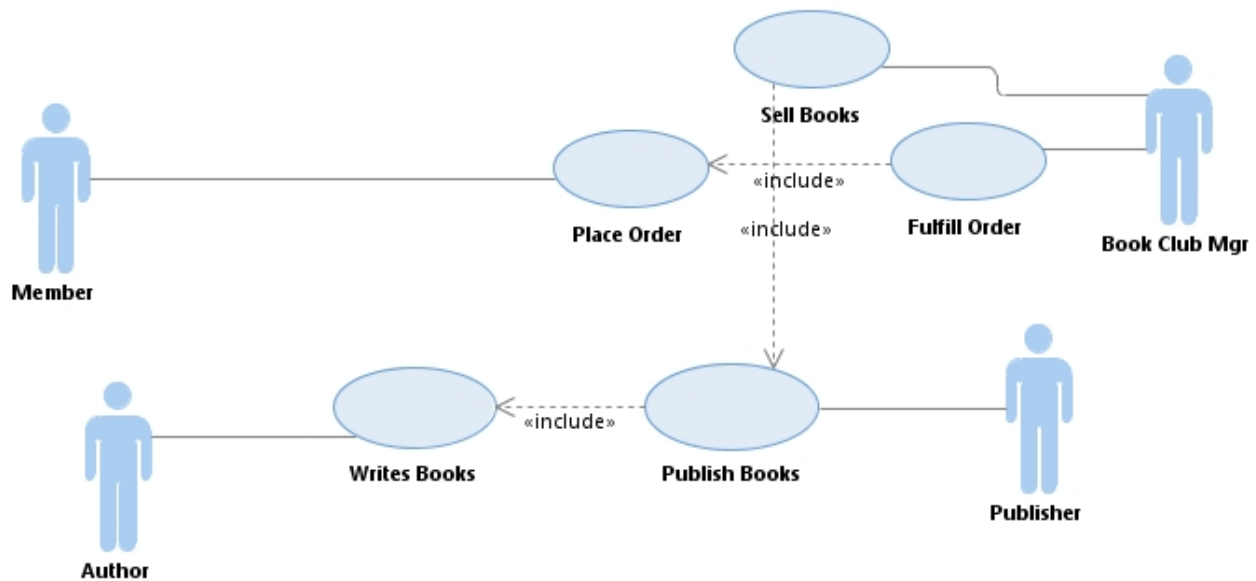 Sell Books
«include»
Place Order
«include»
Fulfill Order
Book Club Mgr
Member
«include»
Writes Books
Publish Books
Publisher
Author